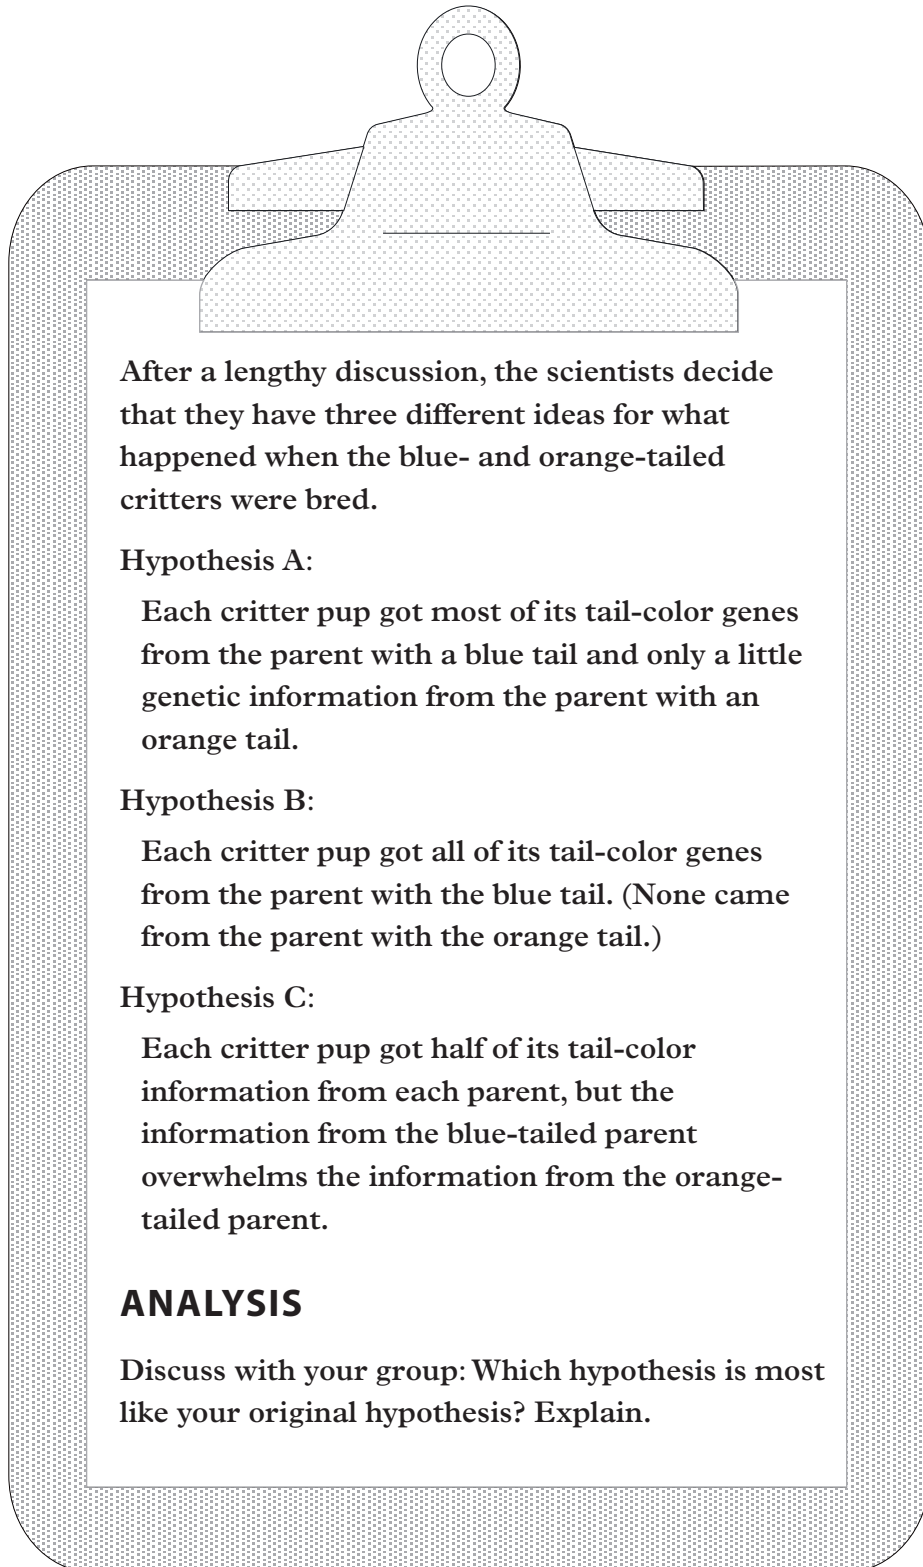 After a lengthy discussion, the scientists decide
that they have three different ideas for what
happened when the blue- and orange-tailed
critters were bred.
Hypothesis A:
Each critter pup got most of its tail-color genes
from the parent with a blue tail and only a little
genetic information from the parent with an
orange tail.
Hypothesis B:
Each critter pup got all of its tail-color genes
from the parent with the blue tail. (None came
from the parent with the orange tail.)
Hypothesis C:
Each critter pup got half of its tail-color
information from each parent, but the
information from the blue-tailed parent
overwhelms the information from the orange-
tailed parent.
ANALYSIS
Discuss with your group: Which hypothesis is most
like your original hypothesis? Explain.